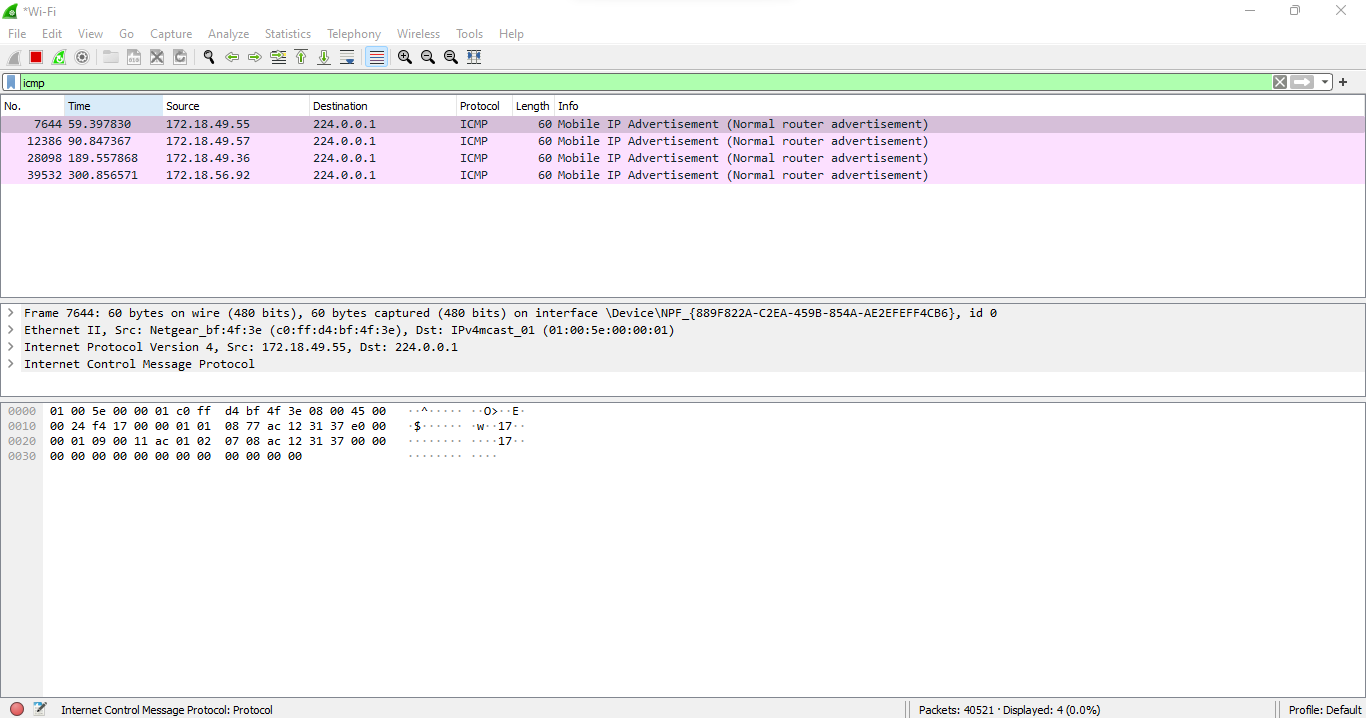 *Wi-Fi
File Edit View Go Capture Analyze Statistics Telephony Wireless Tools Help
icmp
No. Time Source Destination Protocol Length Info
7644 59.397830 172.18.49.55 224.0.0.1 ICMP 60 Mobile IP Advertisement (Normal router advertisement)
12386 90.847367 172.18.49.57 224.0.0.1 ICMP 60 Mobile IP Advertisement (Normal router advertisement)
28098 189.557868 172.18.49.36 224.0.0.1 ICMP 60 Mobile IP Advertisement (Normal router advertisement)
39532 300.856571 172.18.56.92 224.0.0.1 ICMP 60 Mobile IP Advertisement (Normal router advertisement)
Frame 7644: 60 bytes on wire (480 bits), 60 bytes captured (480 bits) on interface \Device\NPF_{889F822A-C2EA-459B-854A-AE2EFEFF4CB6}, id 0
Ethernet II, Src: Netgear_bf:4f:3e (c0:ff:d4:bf:4f:3e), Dst: IPv4mcast_01 (01:00:5e:00:00:01)
Internet Protocol Version 4, Src: 172.18.49.55, Dst: 224.0.0.1
Internet Control Message Protocol
0000 01 00 5e 00 00 01 c0 ff d4 bf 4f 3e 08 00 45 00 ··^····· ··O>··E·
0010 00 24 f4 17 00 00 01 01 08 77 ac 12 31 37 e0 00 ·$······ ·w··17··
0020 00 01 09 00 11 ac 01 02 07 08 ac 12 31 37 00 00 ········ ····17··
0030 00 00 00 00 00 00 00 00 00 00 00 00 ········ ····
Internet Control Message Protocol: Protocol Packets: 40521 · Displayed: 4 (0.0%) Profile: Default